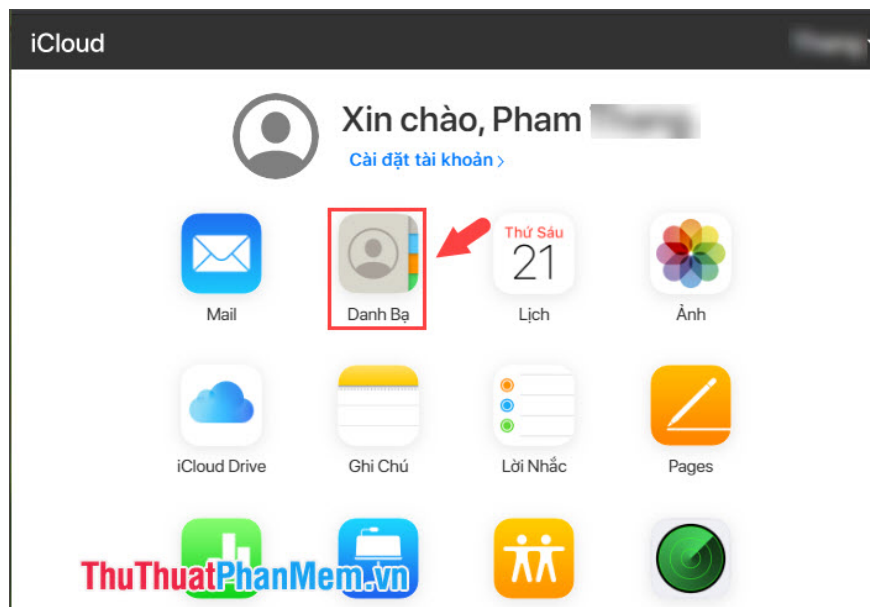 iCloud
Xin chào, Pham
Cài đặt tài khoản >
Mail
Danh Bạ
Thứ Sáu
21
Lịch
Ảnh
iCloud Drive
Ghi Chú
Lời Nhắc
Pages
ThuThuatPhanMem.vn